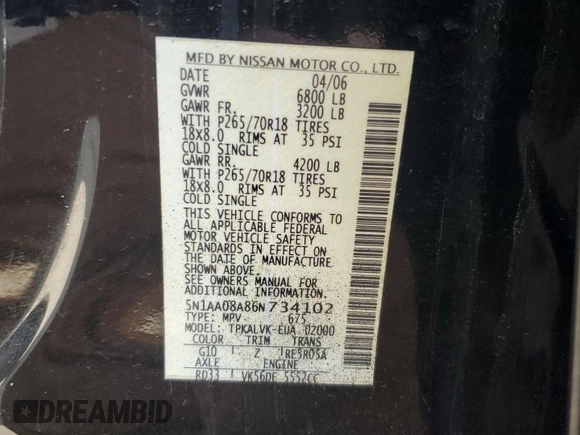 MFD BY NISSAN MOTOR CO., LTD.
DATE 04/06
GVWR 6800 LB
GAWR FR. 3200 LB
WITH P265/70R18 TIRES
18X8.0 RIMS AT 35 PSI
COLD SINGLE
GAWR RR. 4200 LB
WITH P265/70R18 TIRES
18X8.0 RIMS AT 35 PSI
COLD SINGLE
THIS VEHICLE CONFORMS TO
ALL APPLICABLE FEDERAL
MOTOR VEHICLE SAFETY
STANDARDS IN EFFECT ON
THE DATE OF MANUFACTURE
SHOWN ABOVE.
SEE OWNERS MANUAL FOR
ADDITIONAL INFORMATION
5N1AA08A86N734102
TYPE: MPV 675
MODEL: TPKALVK-EUA 02000
COLOR TRIM TRANS
G10 Z RE5R05A
AXLE ENGINE
RD33 VK56DE 5552CC
DREAMBID